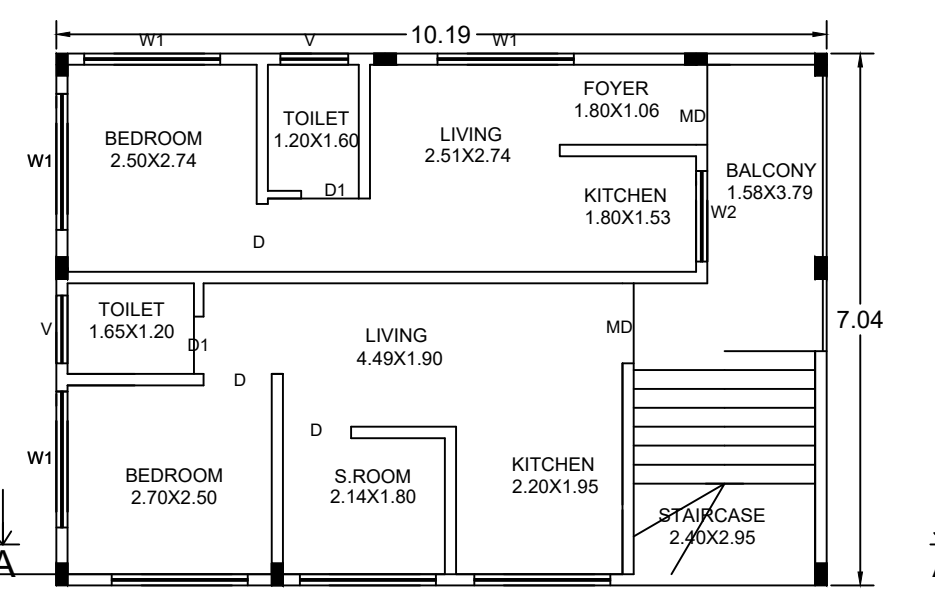 10.19
W1
V
W1
FOYER
1.80X1.06
MD
TOILET
1.20X1.60
BEDROOM
2.50X2.74
LIVING
2.51X2.74
W1
BALCONY
1.58X3.79
D1
KITCHEN
1.80X1.53
W2
D
TOILET
1.65X1.20
V
D1
LIVING
4.49X1.90
MD
7.04
D
D
W1
BEDROOM
2.70X2.50
S.ROOM
2.14X1.80
KITCHEN
2.20X1.95
STAIRCASE
2.40X2.95
A